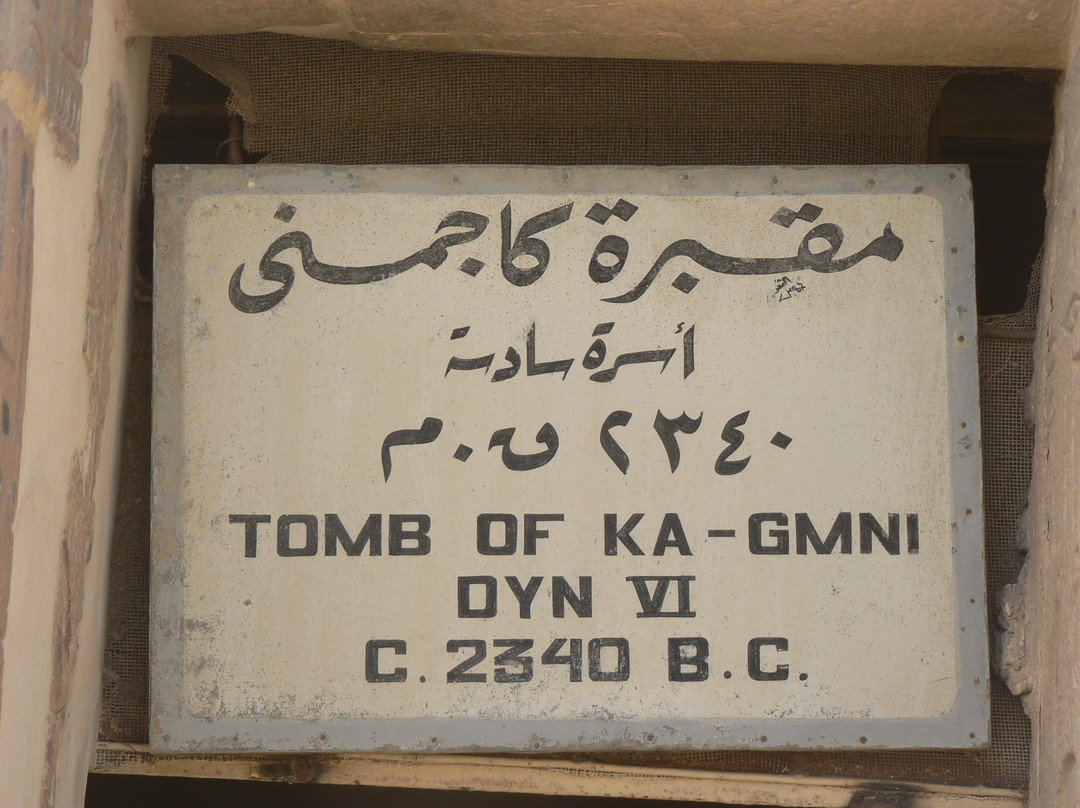 مقبرة كاجمنى
أسرة سادسة
٢٣٤٠ ق.م
TOMB OF KA-GMNI
DYN VI
C. 2340 B.C.